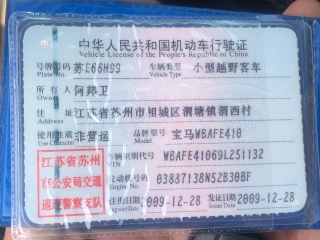 中华人民共和国机动车行驶证
Vehicle License of the People's Republic of China
号牌号码 苏E66H99 车辆类型 小型越野客车
Plate No. Vehicle Type
所有人 何邦卫
Owner
住址 江苏省苏州市相城区渭塘镇渭西村
Address
使用性质 非营运 品牌型号 宝马WBAFE410
Use Character Model
江苏省苏州 车辆识别代号 WBAFE41069L251132
VIN
市公安局交通 发动机号码 03837138N52B30BF
Engine No.
巡逻警察支队 注册日期 2009-12-28 发证日期 2009-12-28
Register Date Issue Date